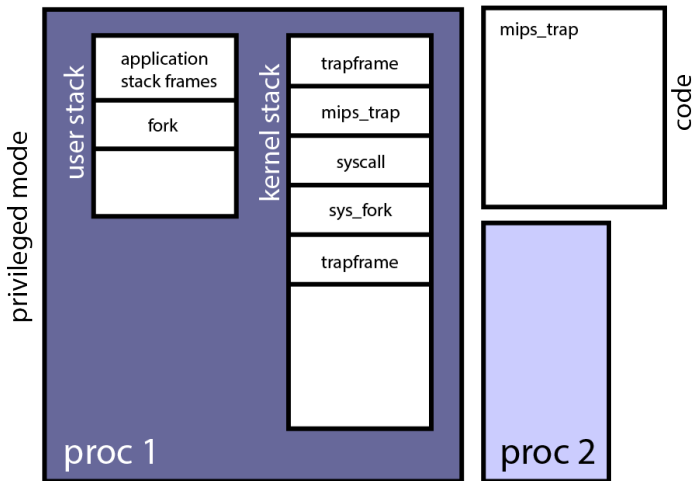 privileged mode
user stack
application
stack frames
fork
kernel stack
trapframe
mips_trap
syscall
sys_fork
trapframe
proc 1
mips_trap
code
proc 2